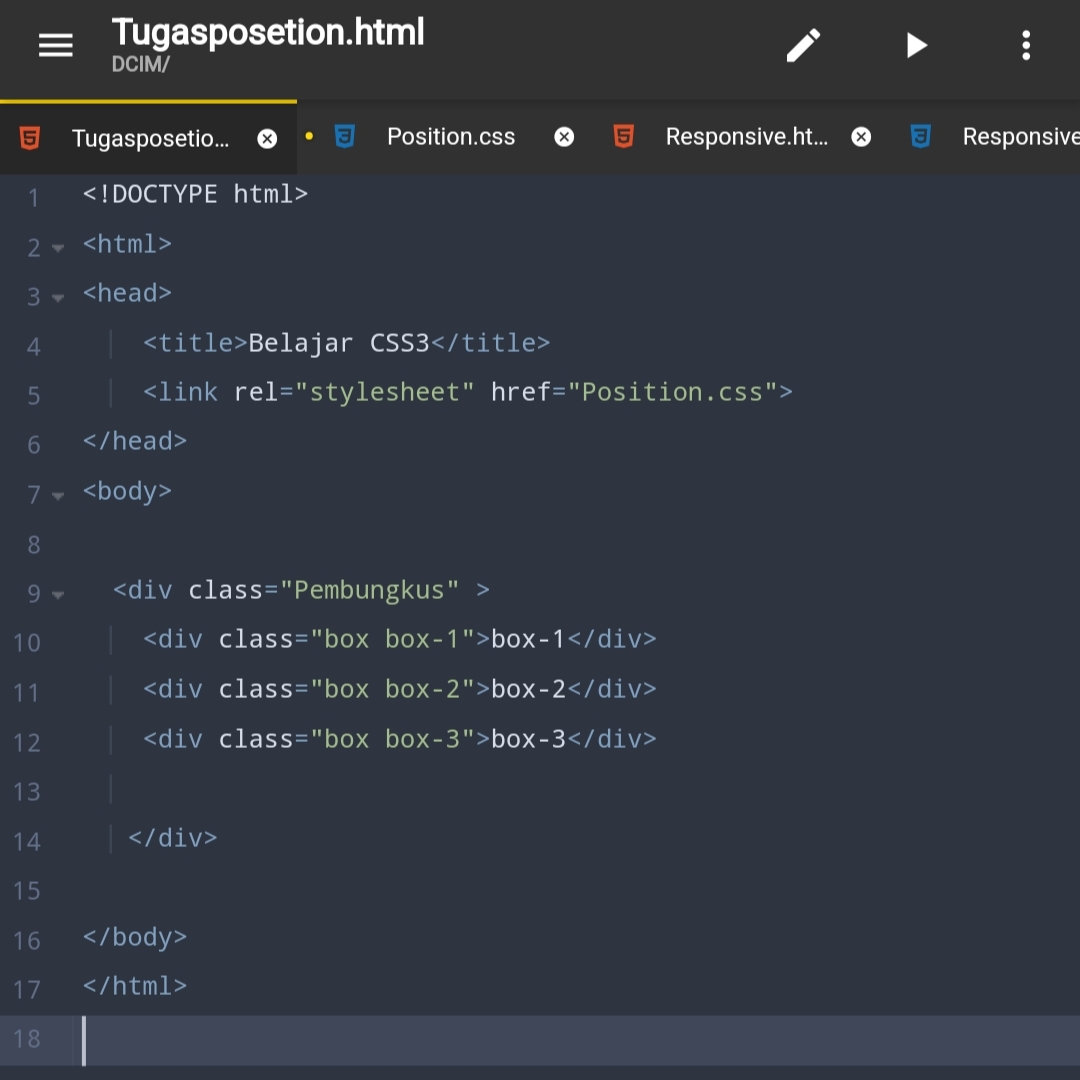 Tugasposetion.html
DCIM/
Tugasposetio... Position.css Responsive.ht... Responsive
1 <!DOCTYPE html>
2 <html>
3 <head>
4 <title>Belajar CSS3</title>
5 <link rel="stylesheet" href="Position.css">
6 </head>
7 <body>
8
9 <div class="Pembungkus" >
10 <div class="box box-1">box-1</div>
11 <div class="box box-2">box-2</div>
12 <div class="box box-3">box-3</div>
13
14 </div>
15
16 </body>
17 </html>
18